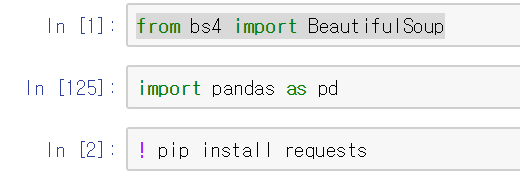 In [1]: from bs4 import BeautifulSoup
In [125]: import pandas as pd
In [2]: ! pip install requests